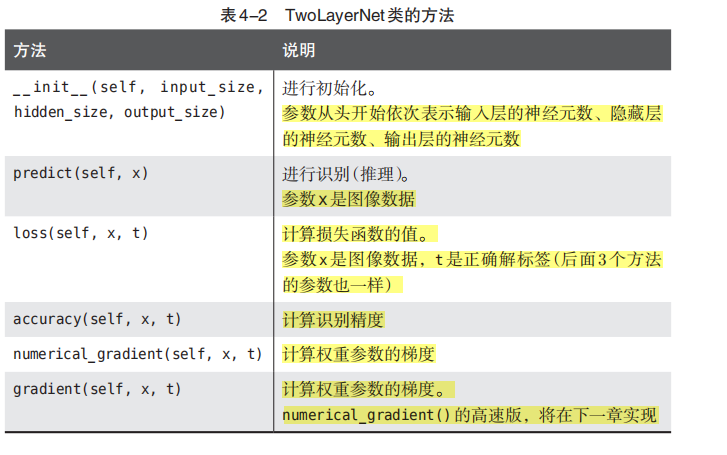 表4-2 TwoLayerNet类的方法
方法 说明
__init__(self, input_size, 进行初始化。
hidden_size, output_size) 参数从头开始依次表示输入层的神经元数、隐藏层
的神经元数、输出层的神经元数
predict(self, x) 进行识别(推理)。
参数x是图像数据
loss(self, x, t) 计算损失函数的值。
参数x是图像数据，t是正确解标签(后面3个方法
的参数也一样)
accuracy(self, x, t) 计算识别精度
numerical_gradient(self, x, t) 计算权重参数的梯度
gradient(self, x, t) 计算权重参数的梯度。
numerical_gradient()的高速版，将在下一章实现